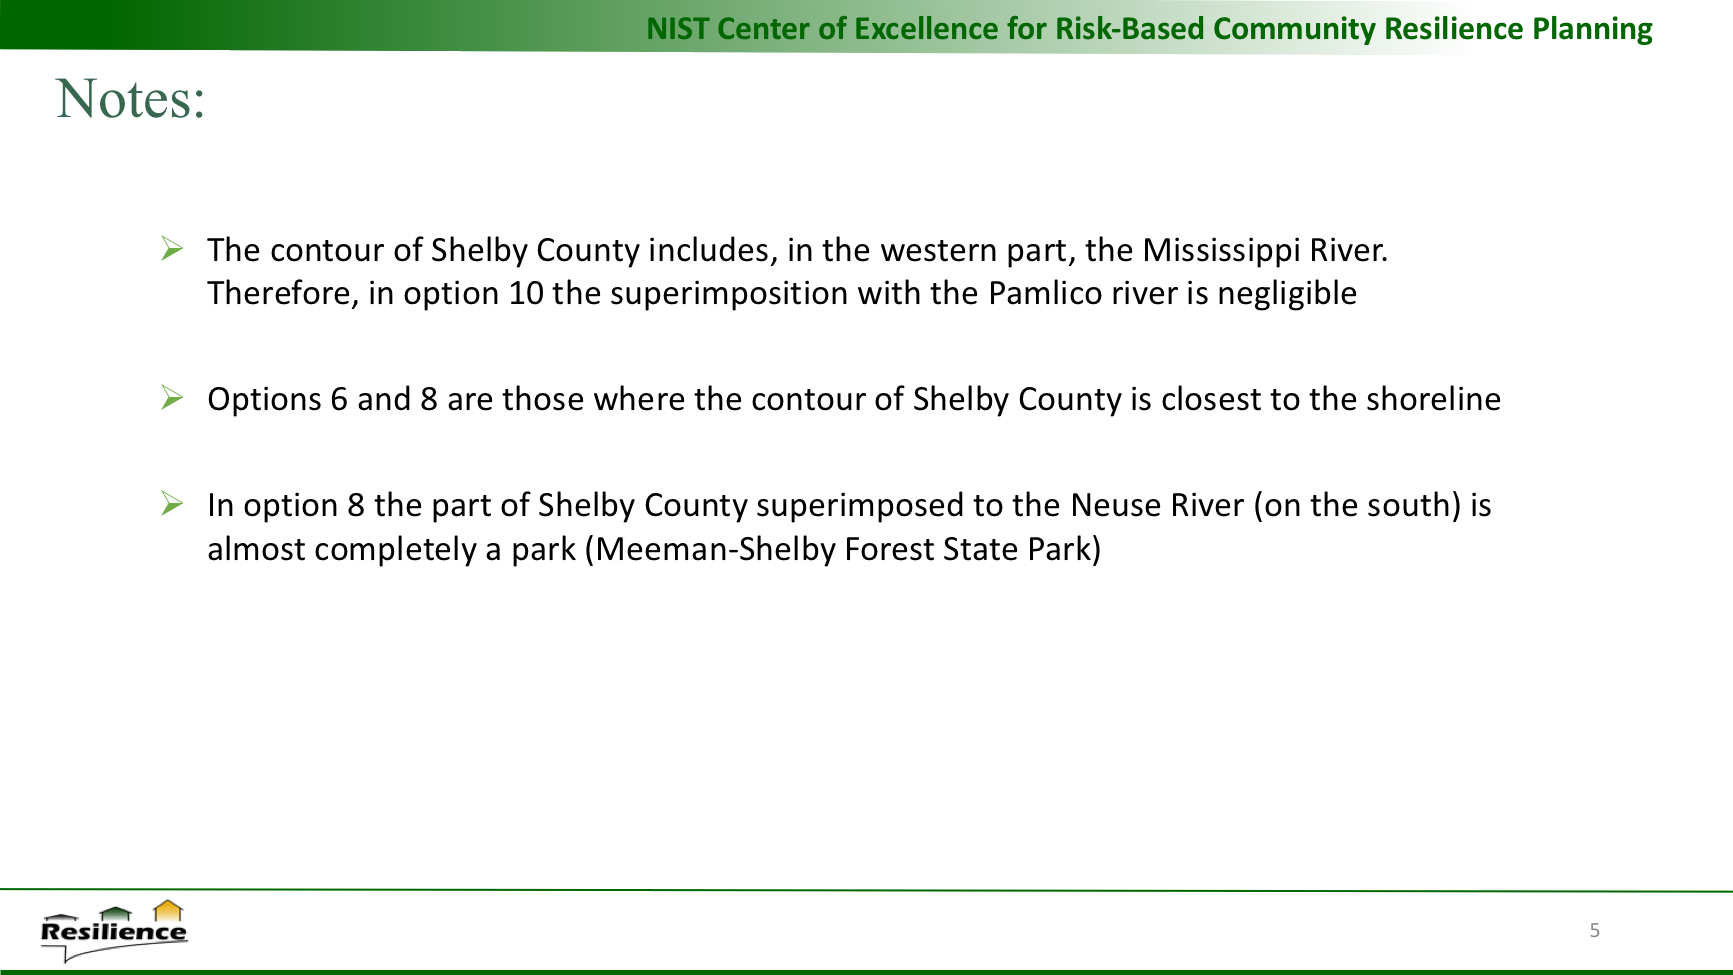 NIST Center of Excellence for Risk-Based Community Resilience Planning
Notes:
The contour of Shelby County includes, in the western part, the Mississippi River.
Therefore, in option 10 the superimposition with the Pamlico river is negligible
Options 6 and 8 are those where the contour of Shelby County is closest to the shoreline
In option 8 the part of Shelby County superimposed to the Neuse River (on the south) is
almost completely a park (Meeman-Shelby Forest State Park)
Resilience
5